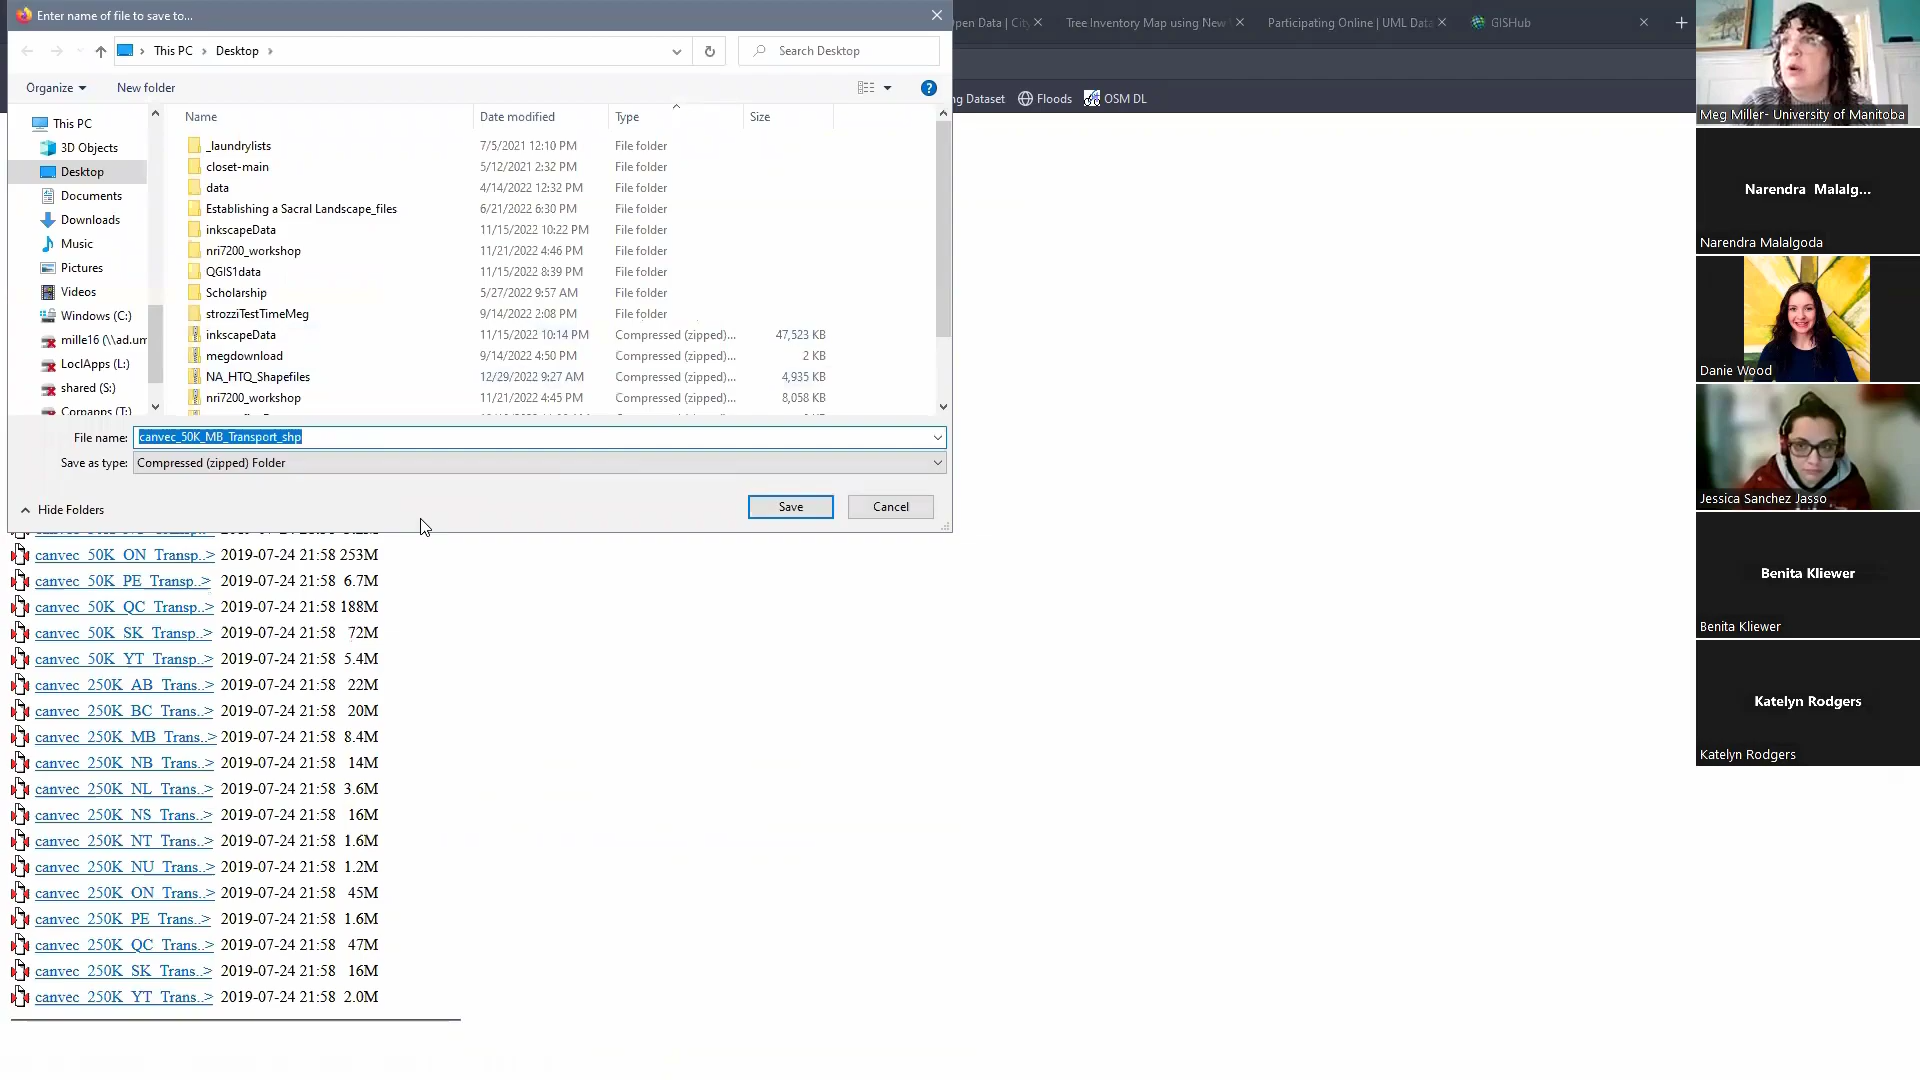 Enter name of file to save to...
pen Data | City
Tree Inventory Map using New
Participating Online | UML Data
GISHub
This PC
Desktop
Search Desktop
Organize
New folder
ng Dataset
Floods
OSM DL
Meg Miller- University of Manitoba
This PC
3D Objects
Desktop
Documents
Downloads
Music
Pictures
Videos
Windows (C:)
mille16 (\\ad.um
LoclApps (L:)
shared (S:)
Corpapps (T:)
Name Date modified Type Size
_laundrylists 7/5/2021 12:10 PM File folder
closet-main 5/12/2021 2:32 PM File folder
data 4/14/2022 12:32 PM File folder
Establishing a Sacral Landscape_files 6/21/2022 6:30 PM File folder
inkscapeData 11/15/2022 10:22 PM File folder
nri7200_workshop 11/21/2022 4:46 PM File folder
QGIS1data 11/15/2022 8:39 PM File folder
Scholarship 5/27/2022 9:57 AM File folder
strozziTestTimeMeg 9/14/2022 2:08 PM File folder
inkscapeData 11/15/2022 10:14 PM Compressed (zipped)... 47,523 KB
megdownload 9/14/2022 4:50 PM Compressed (zipped)... 2 KB
NA_HTQ_Shapefiles 12/29/2022 9:27 AM Compressed (zipped)... 4,935 KB
nri7200_workshop 11/21/2022 4:45 PM Compressed (zipped)... 8,058 KB
File name: canvec_50K_MB_Transport_shp
Save as type: Compressed (zipped) Folder
Hide Folders
Save
Cancel
canvec_50K_ON_Transp..> 2019-07-24 21:58 253M
canvec_50K_PE_Transp..> 2019-07-24 21:58 6.7M
canvec_50K_QC_Transp..> 2019-07-24 21:58 188M
canvec_50K_SK_Transp..> 2019-07-24 21:58 72M
canvec_50K_YT_Transp..> 2019-07-24 21:58 5.4M
canvec_250K_AB_Trans..> 2019-07-24 21:58 22M
canvec_250K_BC_Trans..> 2019-07-24 21:58 20M
canvec_250K_MB_Trans..> 2019-07-24 21:58 8.4M
canvec_250K_NB_Trans..> 2019-07-24 21:58 14M
canvec_250K_NL_Trans..> 2019-07-24 21:58 3.6M
canvec_250K_NS_Trans..> 2019-07-24 21:58 16M
canvec_250K_NT_Trans..> 2019-07-24 21:58 1.6M
canvec_250K_NU_Trans..> 2019-07-24 21:58 1.2M
canvec_250K_ON_Trans..> 2019-07-24 21:58 45M
canvec_250K_PE_Trans..> 2019-07-24 21:58 1.6M
canvec_250K_QC_Trans..> 2019-07-24 21:58 47M
canvec_250K_SK_Trans..> 2019-07-24 21:58 16M
canvec_250K_YT_Trans..> 2019-07-24 21:58 2.0M
Narendra Malalg...
Narendra Malalgoda
Danie Wood
Jessica Sanchez Jasso
Benita Kliewer
Benita Kliewer
Katelyn Rodgers
Katelyn Rodgers